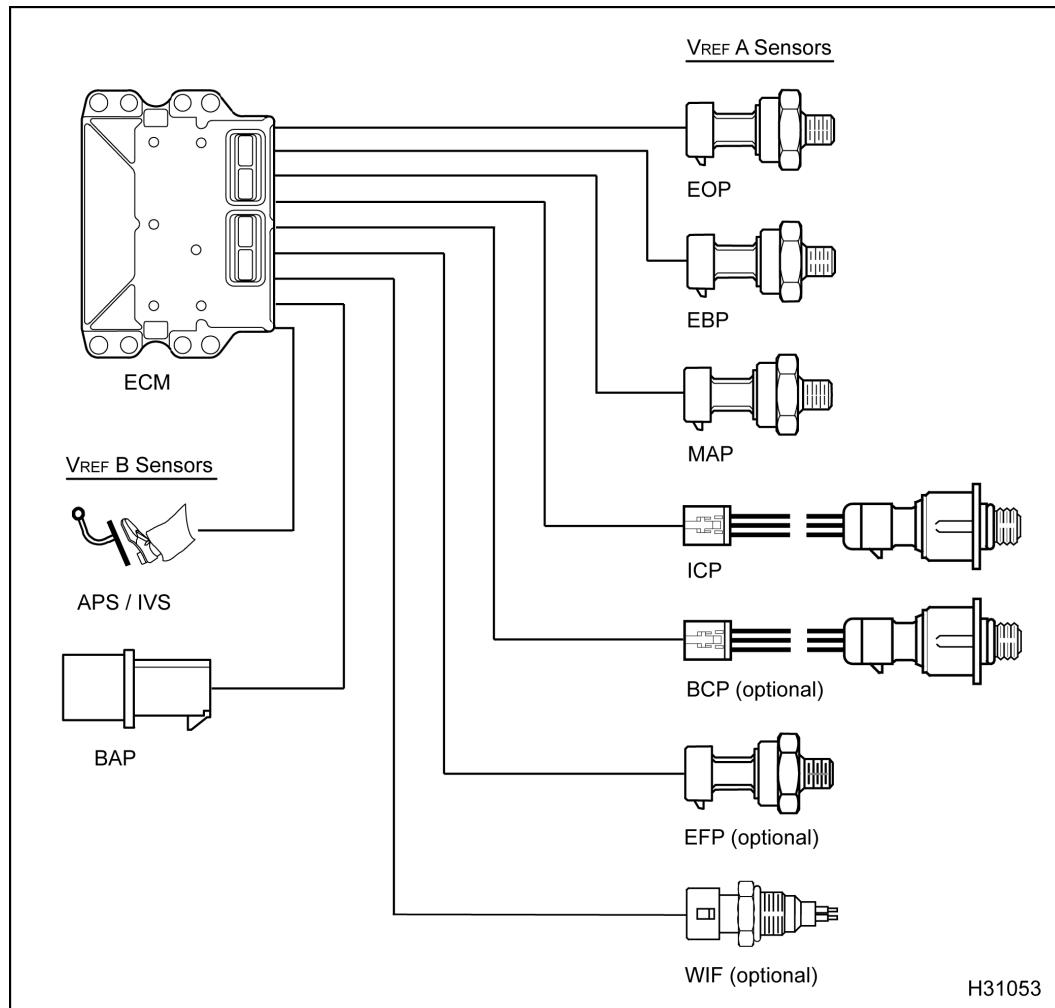 VREF A Sensors
EOP
EBP
MAP
ICP
BCP (optional)
EFP (optional)
WIF (optional)
ECM
VREF B Sensors
APS / IVS
BAP
H31053